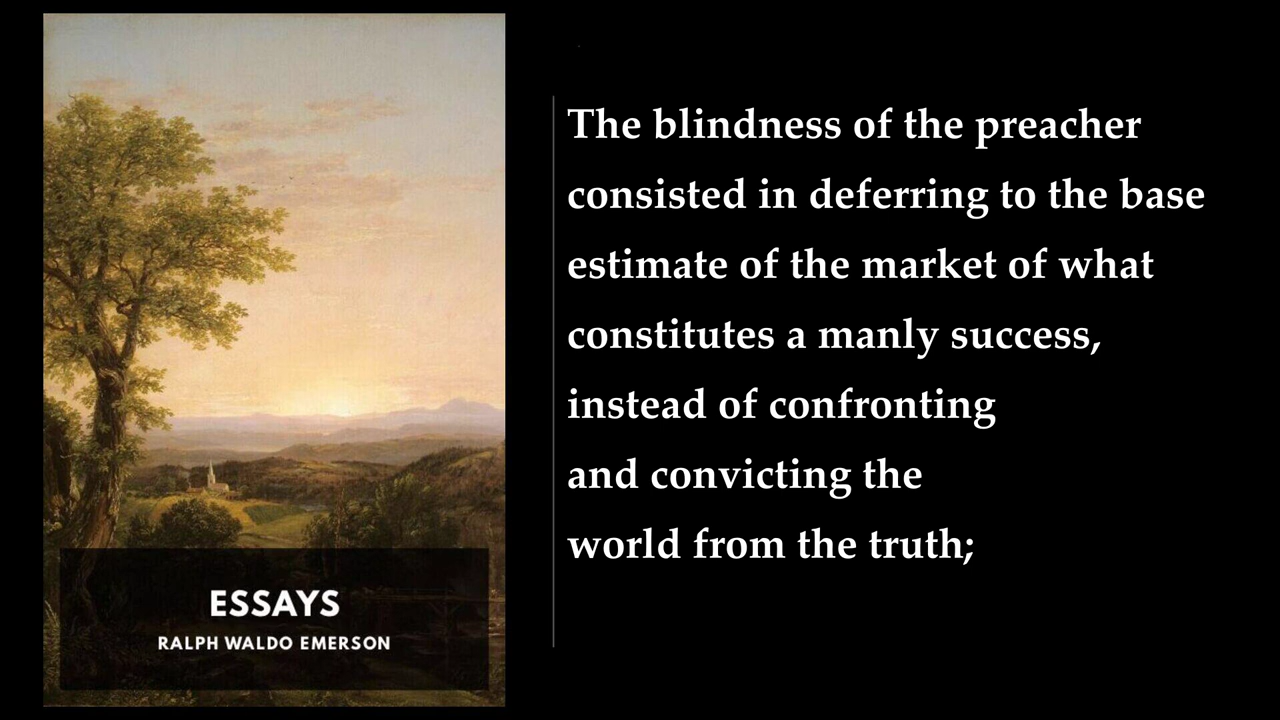 ESSAYS
RALPH WALDO EMERSON
The blindness of the preacher
consisted in deferring to the base
estimate of the market of what
constitutes a manly success,
instead of confronting
and convicting the
world from the truth;